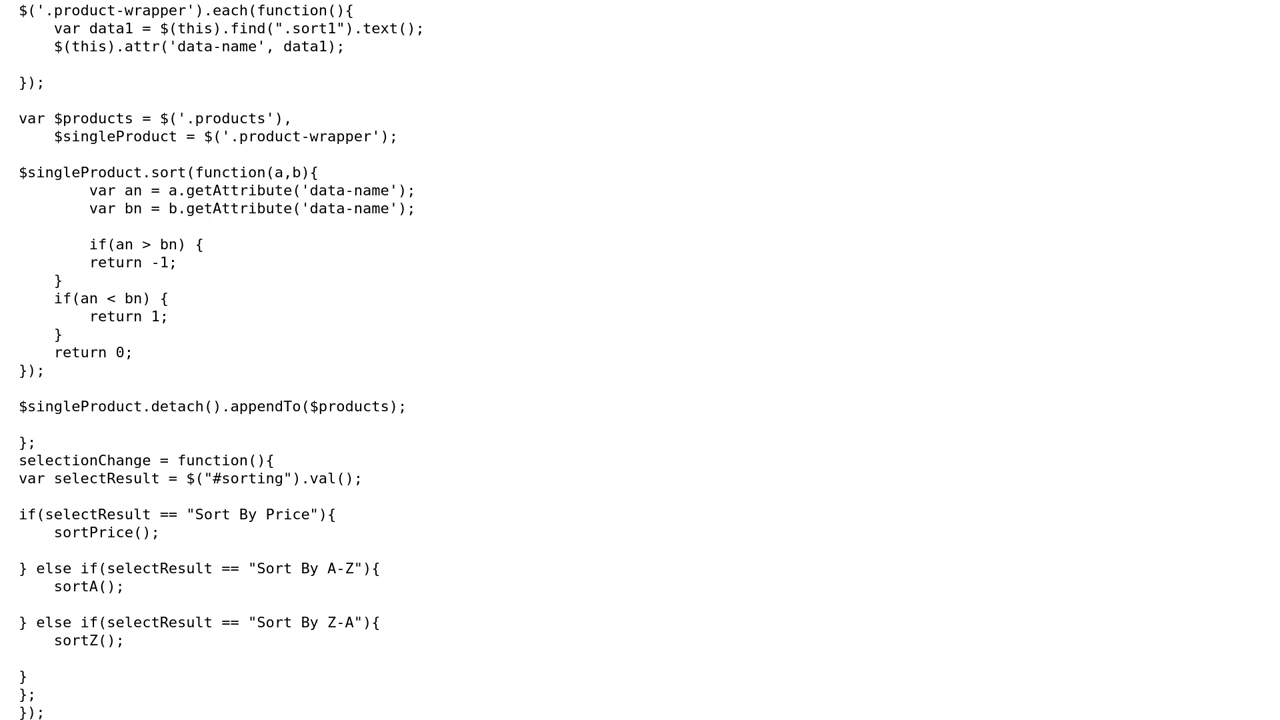 $('.product-wrapper').each(function(){
    var data1 = $(this).find(".sort1").text();
    $(this).attr('data-name', data1);

});

var $products = $('.products'),
    $singleProduct = $('.product-wrapper');

$singleProduct.sort(function(a,b){
        var an = a.getAttribute('data-name');
        var bn = b.getAttribute('data-name');

        if(an > bn) {
        return -1;
    }
    if(an < bn) {
        return 1;
    }
    return 0;
});

$singleProduct.detach().appendTo($products);

};
selectionChange = function(){
var selectResult = $("#sorting").val();

if(selectResult == "Sort By Price"){
    sortPrice();

} else if(selectResult == "Sort By A-Z"){
    sortA();

} else if(selectResult == "Sort By Z-A"){
    sortZ();

}
};
});